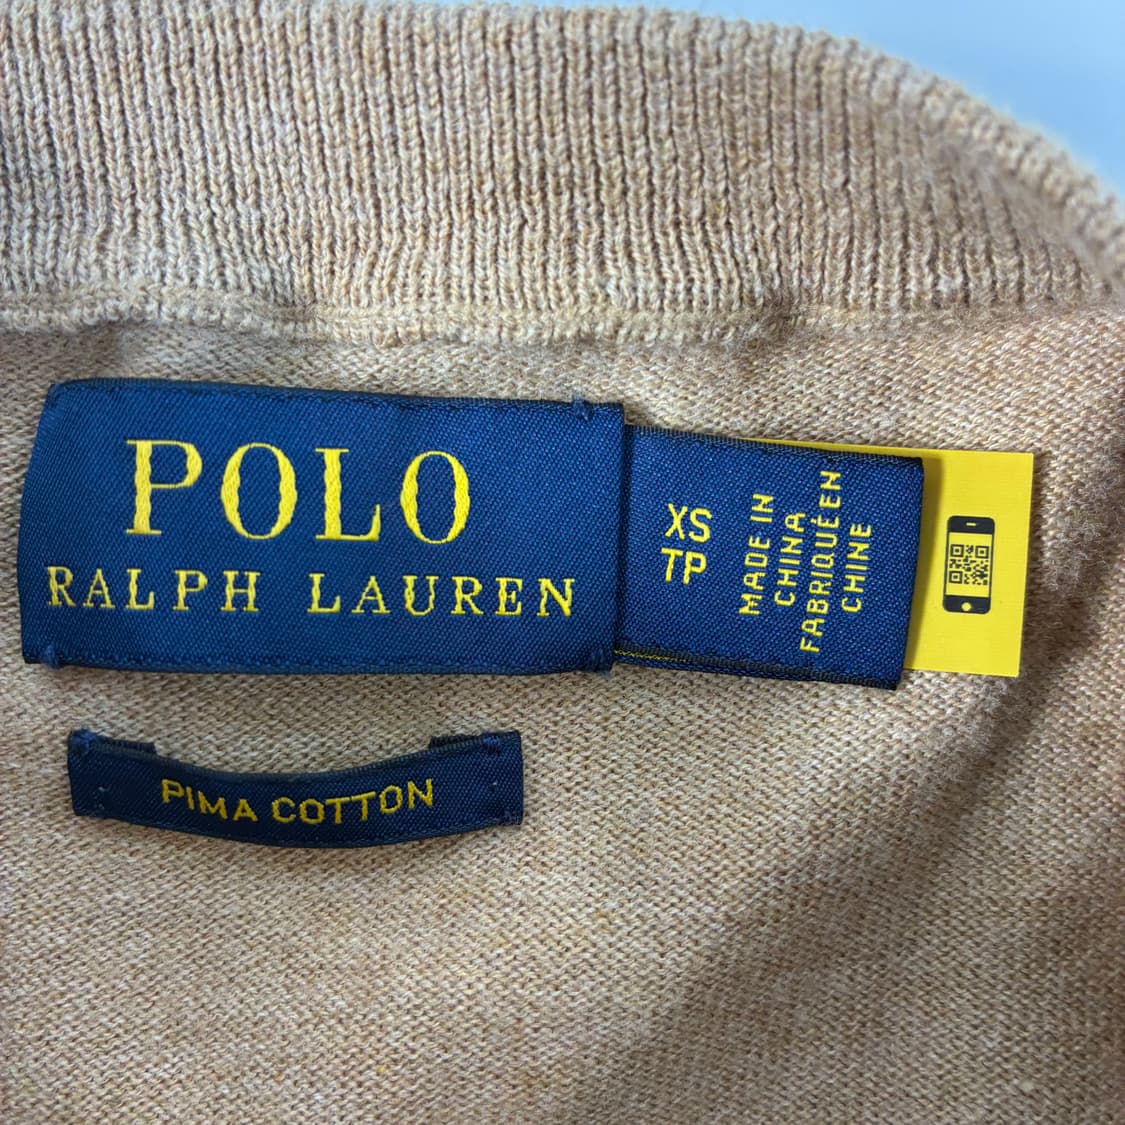 POLO
RALPH LAUREN
XS
TP
MADE IN
CHINA
FABRIQUÉ EN
CHINE
PIMA COTTON